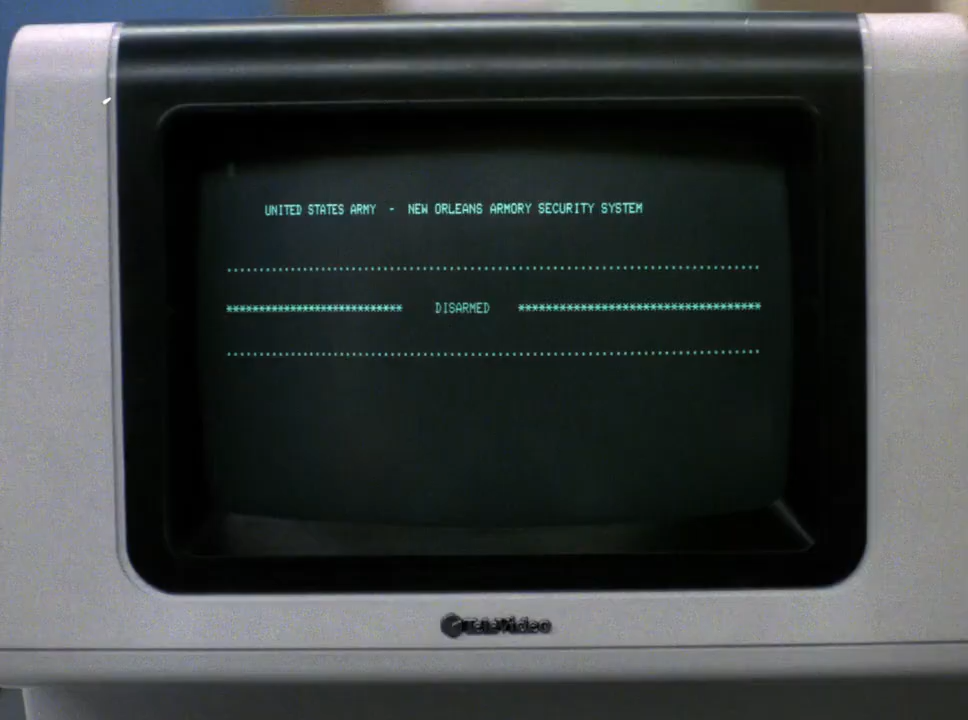 UNITED STATES ARMY - NEW ORLEANS ARMORY SECURITY SYSTEM
................................................................................
************************** DISARMED ************************************
................................................................................
TeleVideo